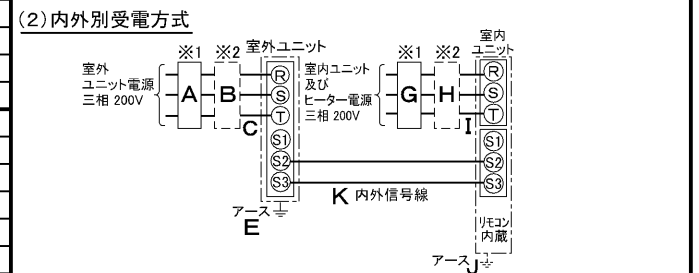 (2)内外別受電方式
※1 ※2 室外ユニット
室外
ユニット電源
三相 200V
A B C
R
S
T
S1
S2
S3
アース
E
※1 ※2
室内ユニット
及び
ヒーター電源
三相 200V
G H I
室内
ユニット
R
S
T
S1
S2
S3
K 内外信号線
リモコン
内蔵
アース J